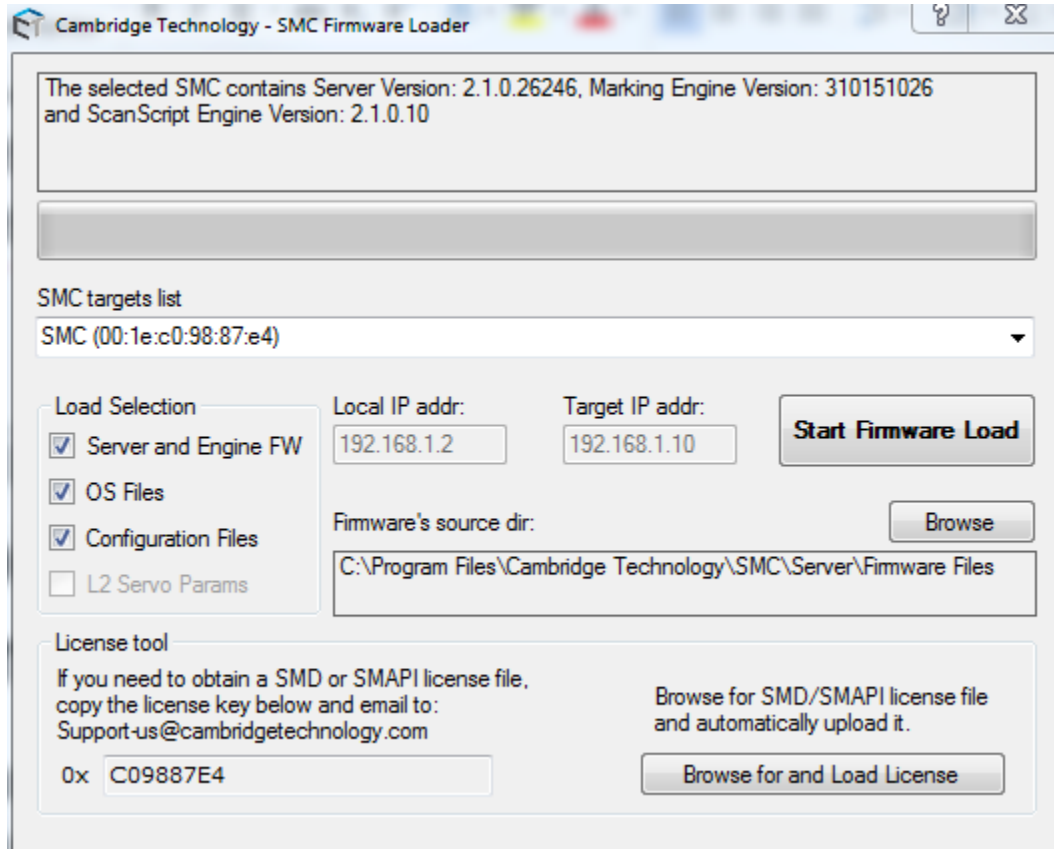 Cambridge Technology - SMC Firmware Loader
The selected SMC contains Server Version: 2.1.0.26246, Marking Engine Version: 310151026
and ScanScript Engine Version: 2.1.0.10
SMC targets list
SMC (00:1e:c0:98:87:e4)
Load Selection
Server and Engine FW
OS Files
Configuration Files
L2 Servo Params
Local IP addr:
192.168.1.2
Target IP addr:
192.168.1.10
Start Firmware Load
Firmware's source dir:
Browse
C:\Program Files\Cambridge Technology\SMC\Server\Firmware Files
License tool
If you need to obtain a SMD or SMAPI license file,
copy the license key below and email to:
Support-us@cambridgetechnology.com
0x C09887E4
Browse for SMD/SMAPI license file
and automatically upload it.
Browse for and Load License